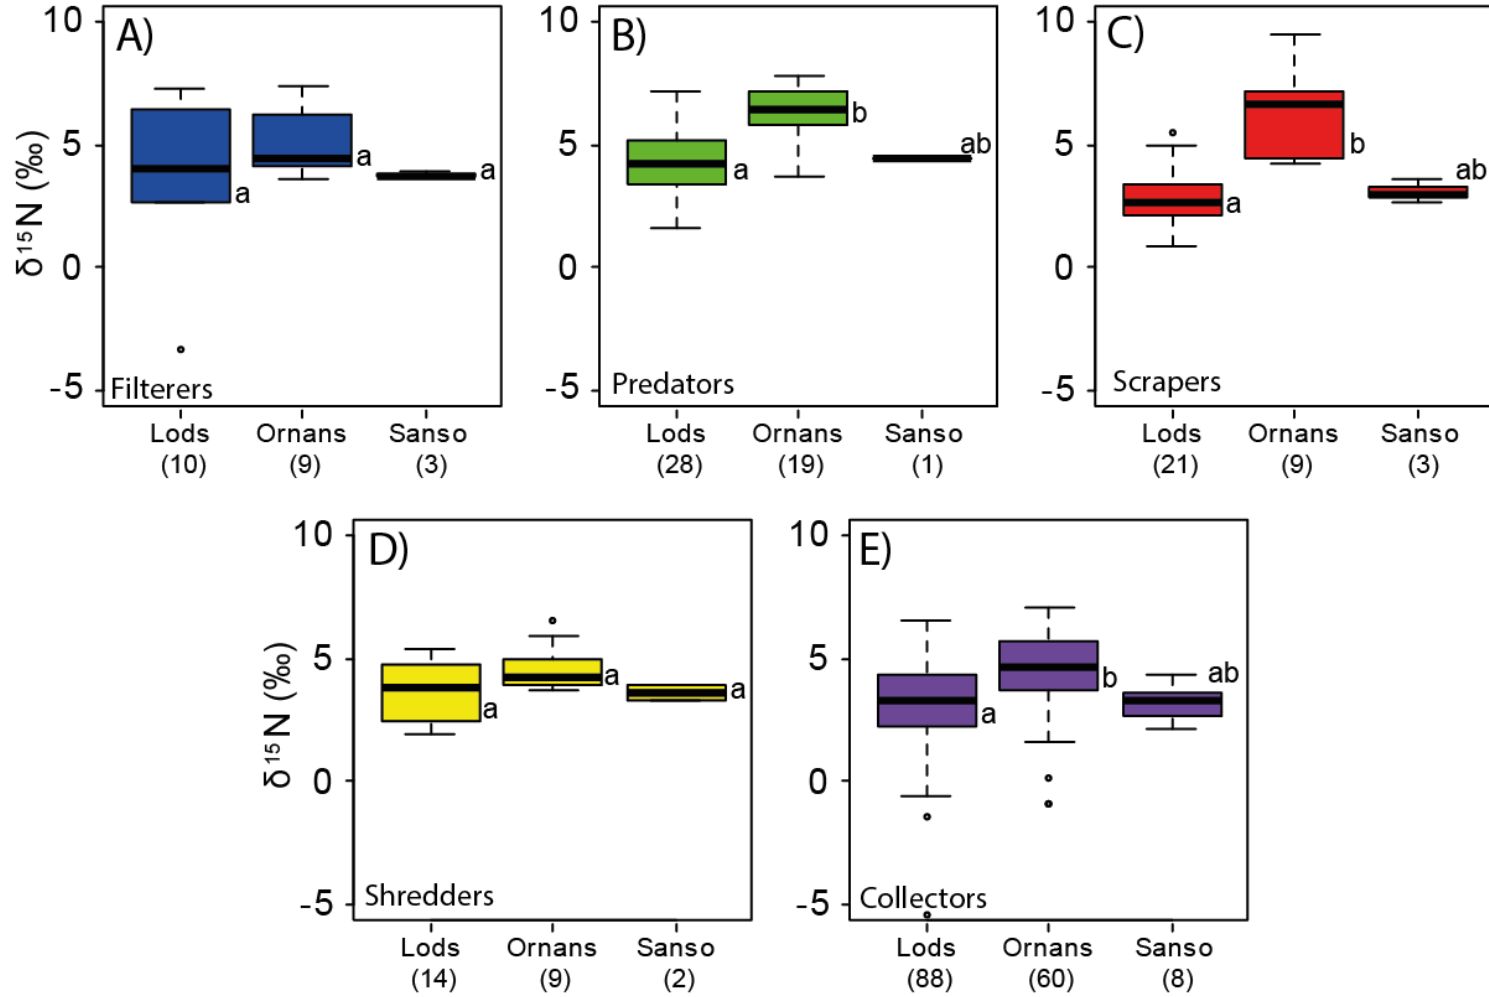 A)
10
5
0
-5
δ¹⁵N (‰)
a
a
a
Filterers
Lods
Ornans
Sanso
(10)
(9)
(3)
B)
10
5
0
-5
a
b
ab
Predators
Lods
Ornans
Sanso
(28)
(19)
(1)
C)
10
5
0
-5
a
b
ab
Scrapers
Lods
Ornans
Sanso
(21)
(9)
(3)
D)
10
5
0
-5
δ¹⁵N (‰)
a
a
a
Shredders
Lods
Ornans
Sanso
(14)
(9)
(2)
E)
10
5
0
-5
a
b
ab
Collectors
Lods
Ornans
Sanso
(88)
(60)
(8)